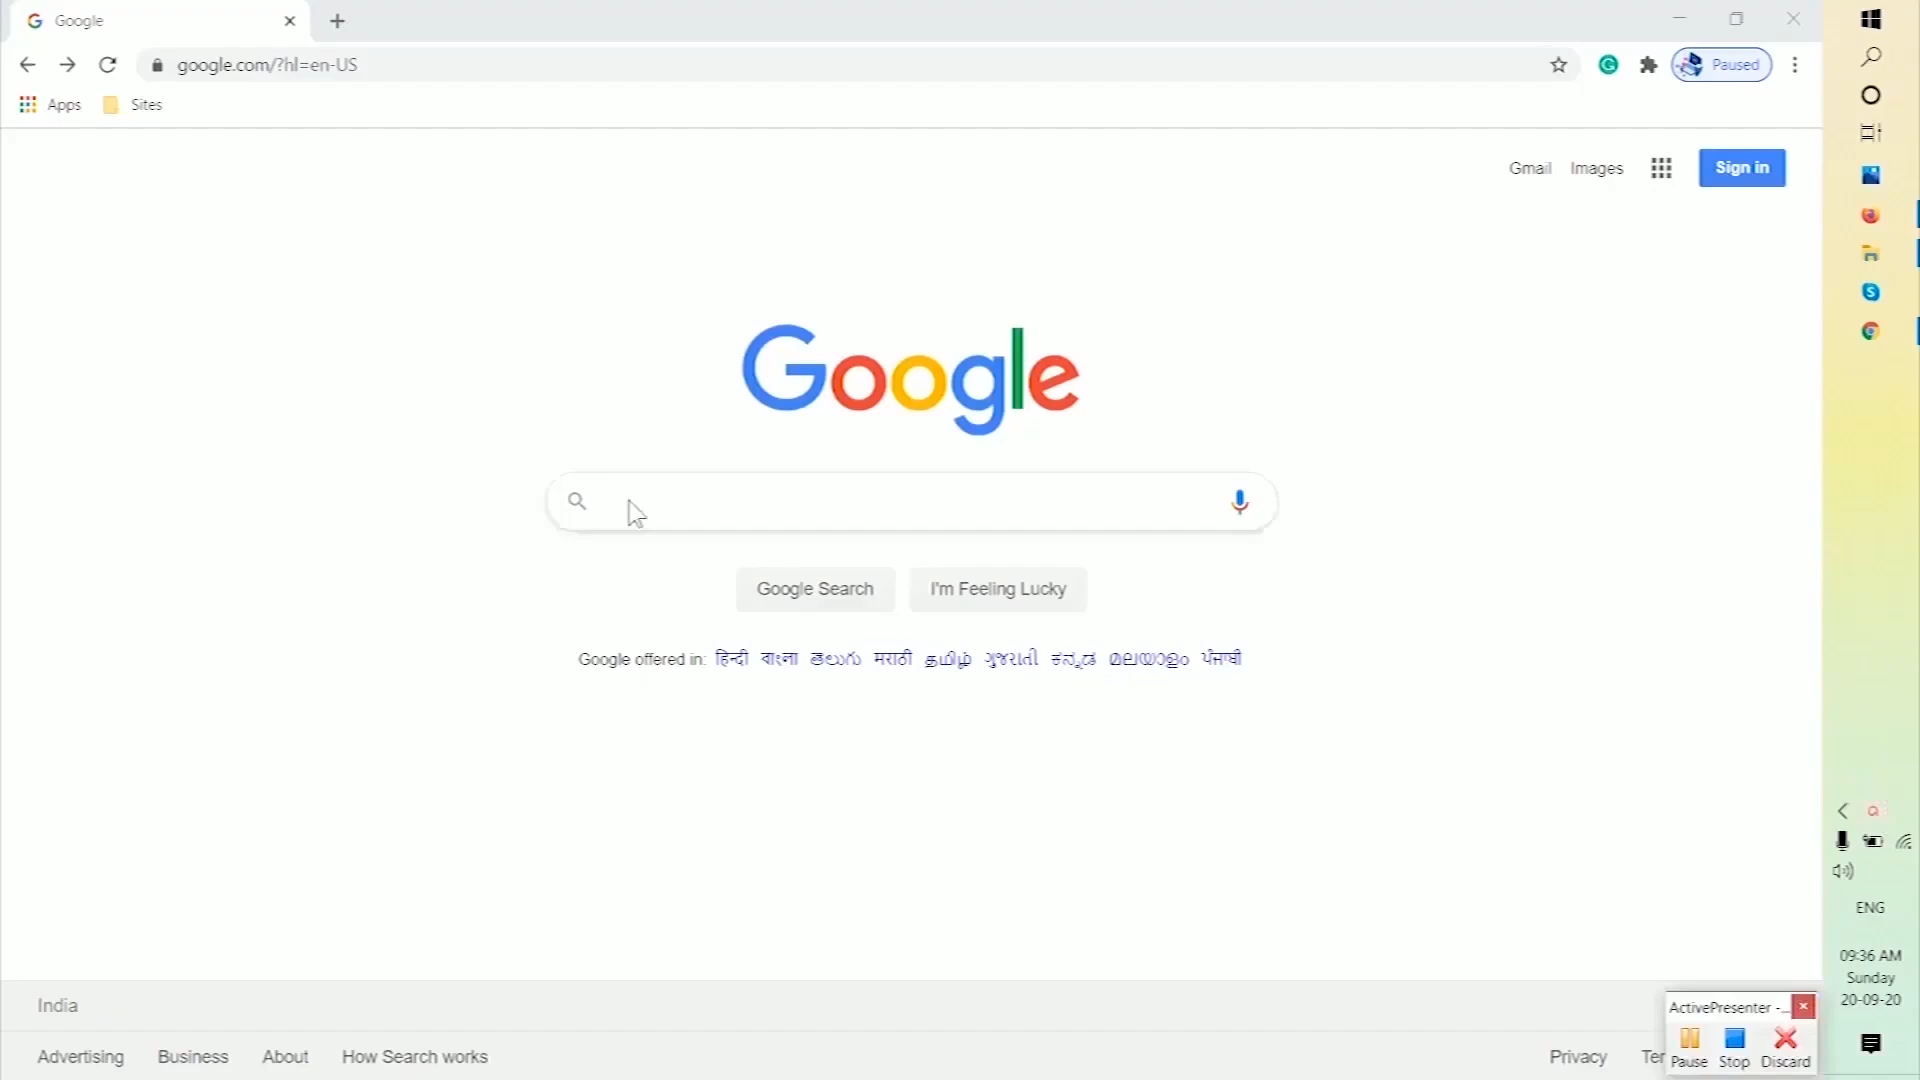 Google
google.com/?hl=en-US
Paused
Apps
Sites
Gmail
Images
Sign in
Google
Google Search
I'm Feeling Lucky
Google offered in: हिन्दी বাংলা తెలుగు मराठी தமிழ் ગુજરાતી ಕನ್ನಡ മലയാളം ਪੰਜਾਬੀ
ENG
09:36 AM
Sunday
20-09-20
India
Advertising Business About How Search works
Privacy Ter
ActivePresenter -...
Pause Stop Discard